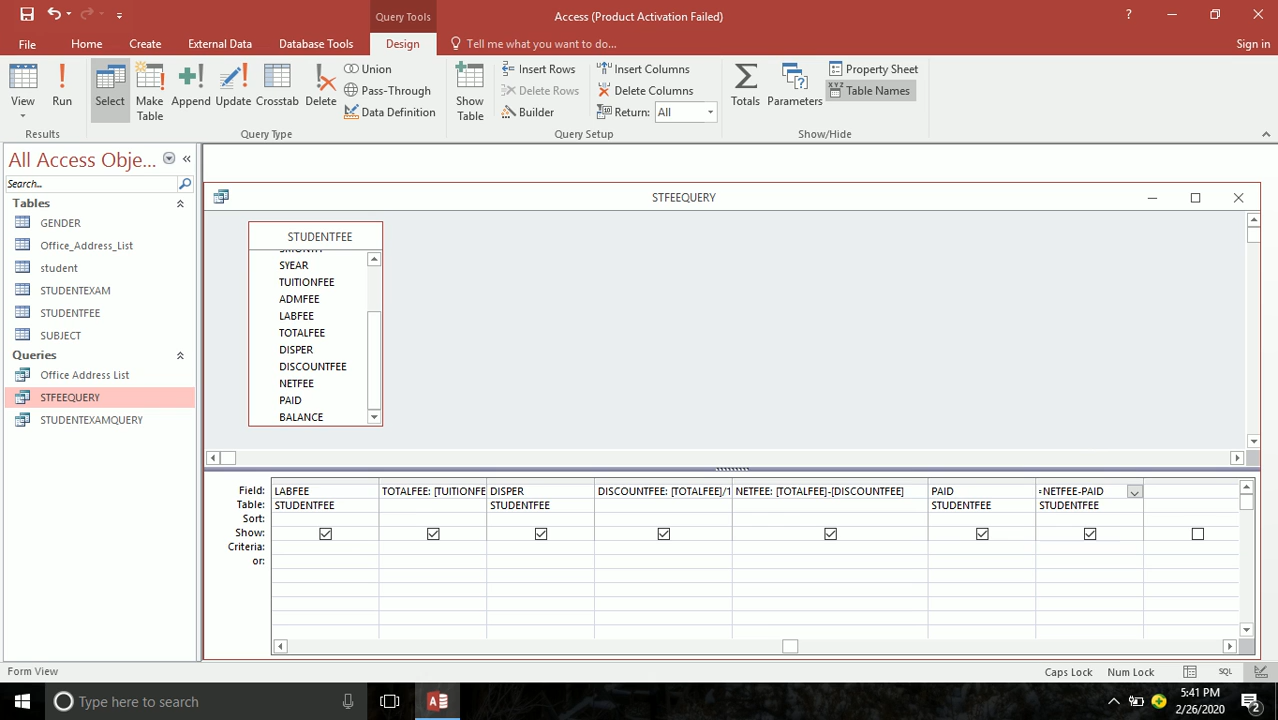 Query Tools
Access (Product Activation Failed)
?
File
Home
Create
External Data
Database Tools
Design
Tell me what you want to do...
Sign in
View
Run
Select
Make Table
Append
Update
Crosstab
Delete
Union
Pass-Through
Data Definition
Show Table
Insert Rows
Delete Rows
Builder
Insert Columns
Delete Columns
Return: All
Totals
Parameters
Property Sheet
XYZ
Table Names
Results
Query Type
Query Setup
Show/Hide
All Access Obje...
Search...
Tables
GENDER
Office_Address_List
student
STUDENTEXAM
STUDENTFEE
SUBJECT
Queries
Office Address List
STFEEQUERY
STUDENTEXAMQUERY
STFEEQUERY
STUDENTFEE
SYEAR
TUITIONFEE
ADMFEE
LABFEE
TOTALFEE
DISPER
DISCOUNTFEE
NETFEE
PAID
BALANCE
Field: LABFEE TOTALFEE: [TUITIONFE DISPER DISCOUNTFEE: [TOTALFEE]/1 NETFEE: [TOTALFEE]-[DISCOUNTFEE] PAID =NETFEE-PAID
Table: STUDENTFEE STUDENTFEE STUDENTFEE STUDENTFEE
Sort:
Show:
Criteria:
or:
Form View
Caps Lock
Num Lock
SQL
Type here to search
5:41 PM
2/26/2020
2